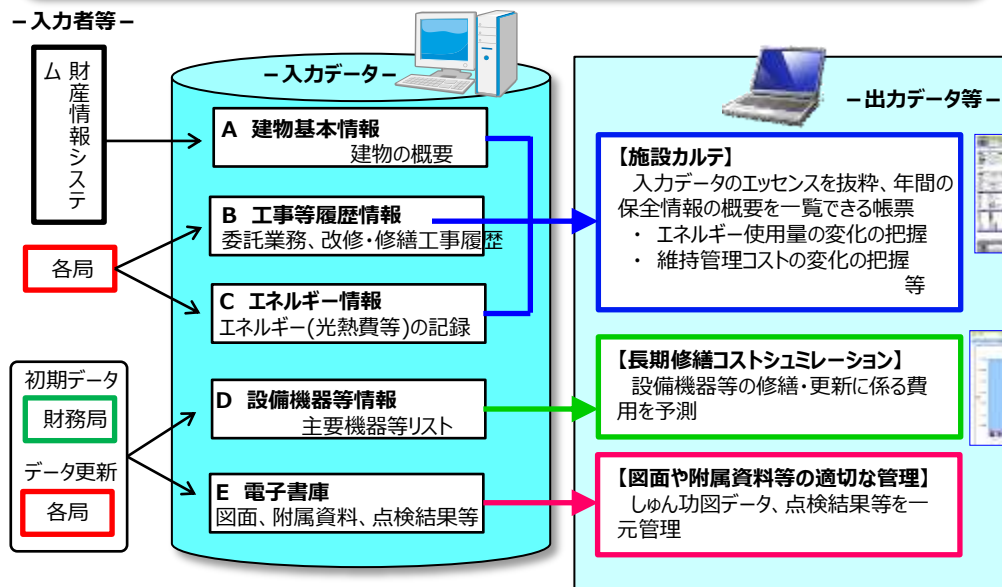 －入力者等－
財産情報システム
各局
初期データ
財務局
データ更新
各局
－入力データ－
A 建物基本情報
建物の概要
B 工事等履歴情報
委託業務、改修・修繕工事履歴
C エネルギー情報
エネルギー(光熱費等)の記録
D 設備機器等情報
主要機器等リスト
E 電子書庫
図面、附属資料、点検結果等
－出力データ等－
【施設カルテ】
入力データのエッセンスを抜粋、年間の
保全情報の概要を一覧できる帳票
・ エネルギー使用量の変化の把握
・ 維持管理コストの変化の把握
等
【長期修繕コストシュミレーション】
設備機器等の修繕・更新に係る費
用を予測
【図面や附属資料等の適切な管理】
しゅん功図データ、点検結果等を一
元管理